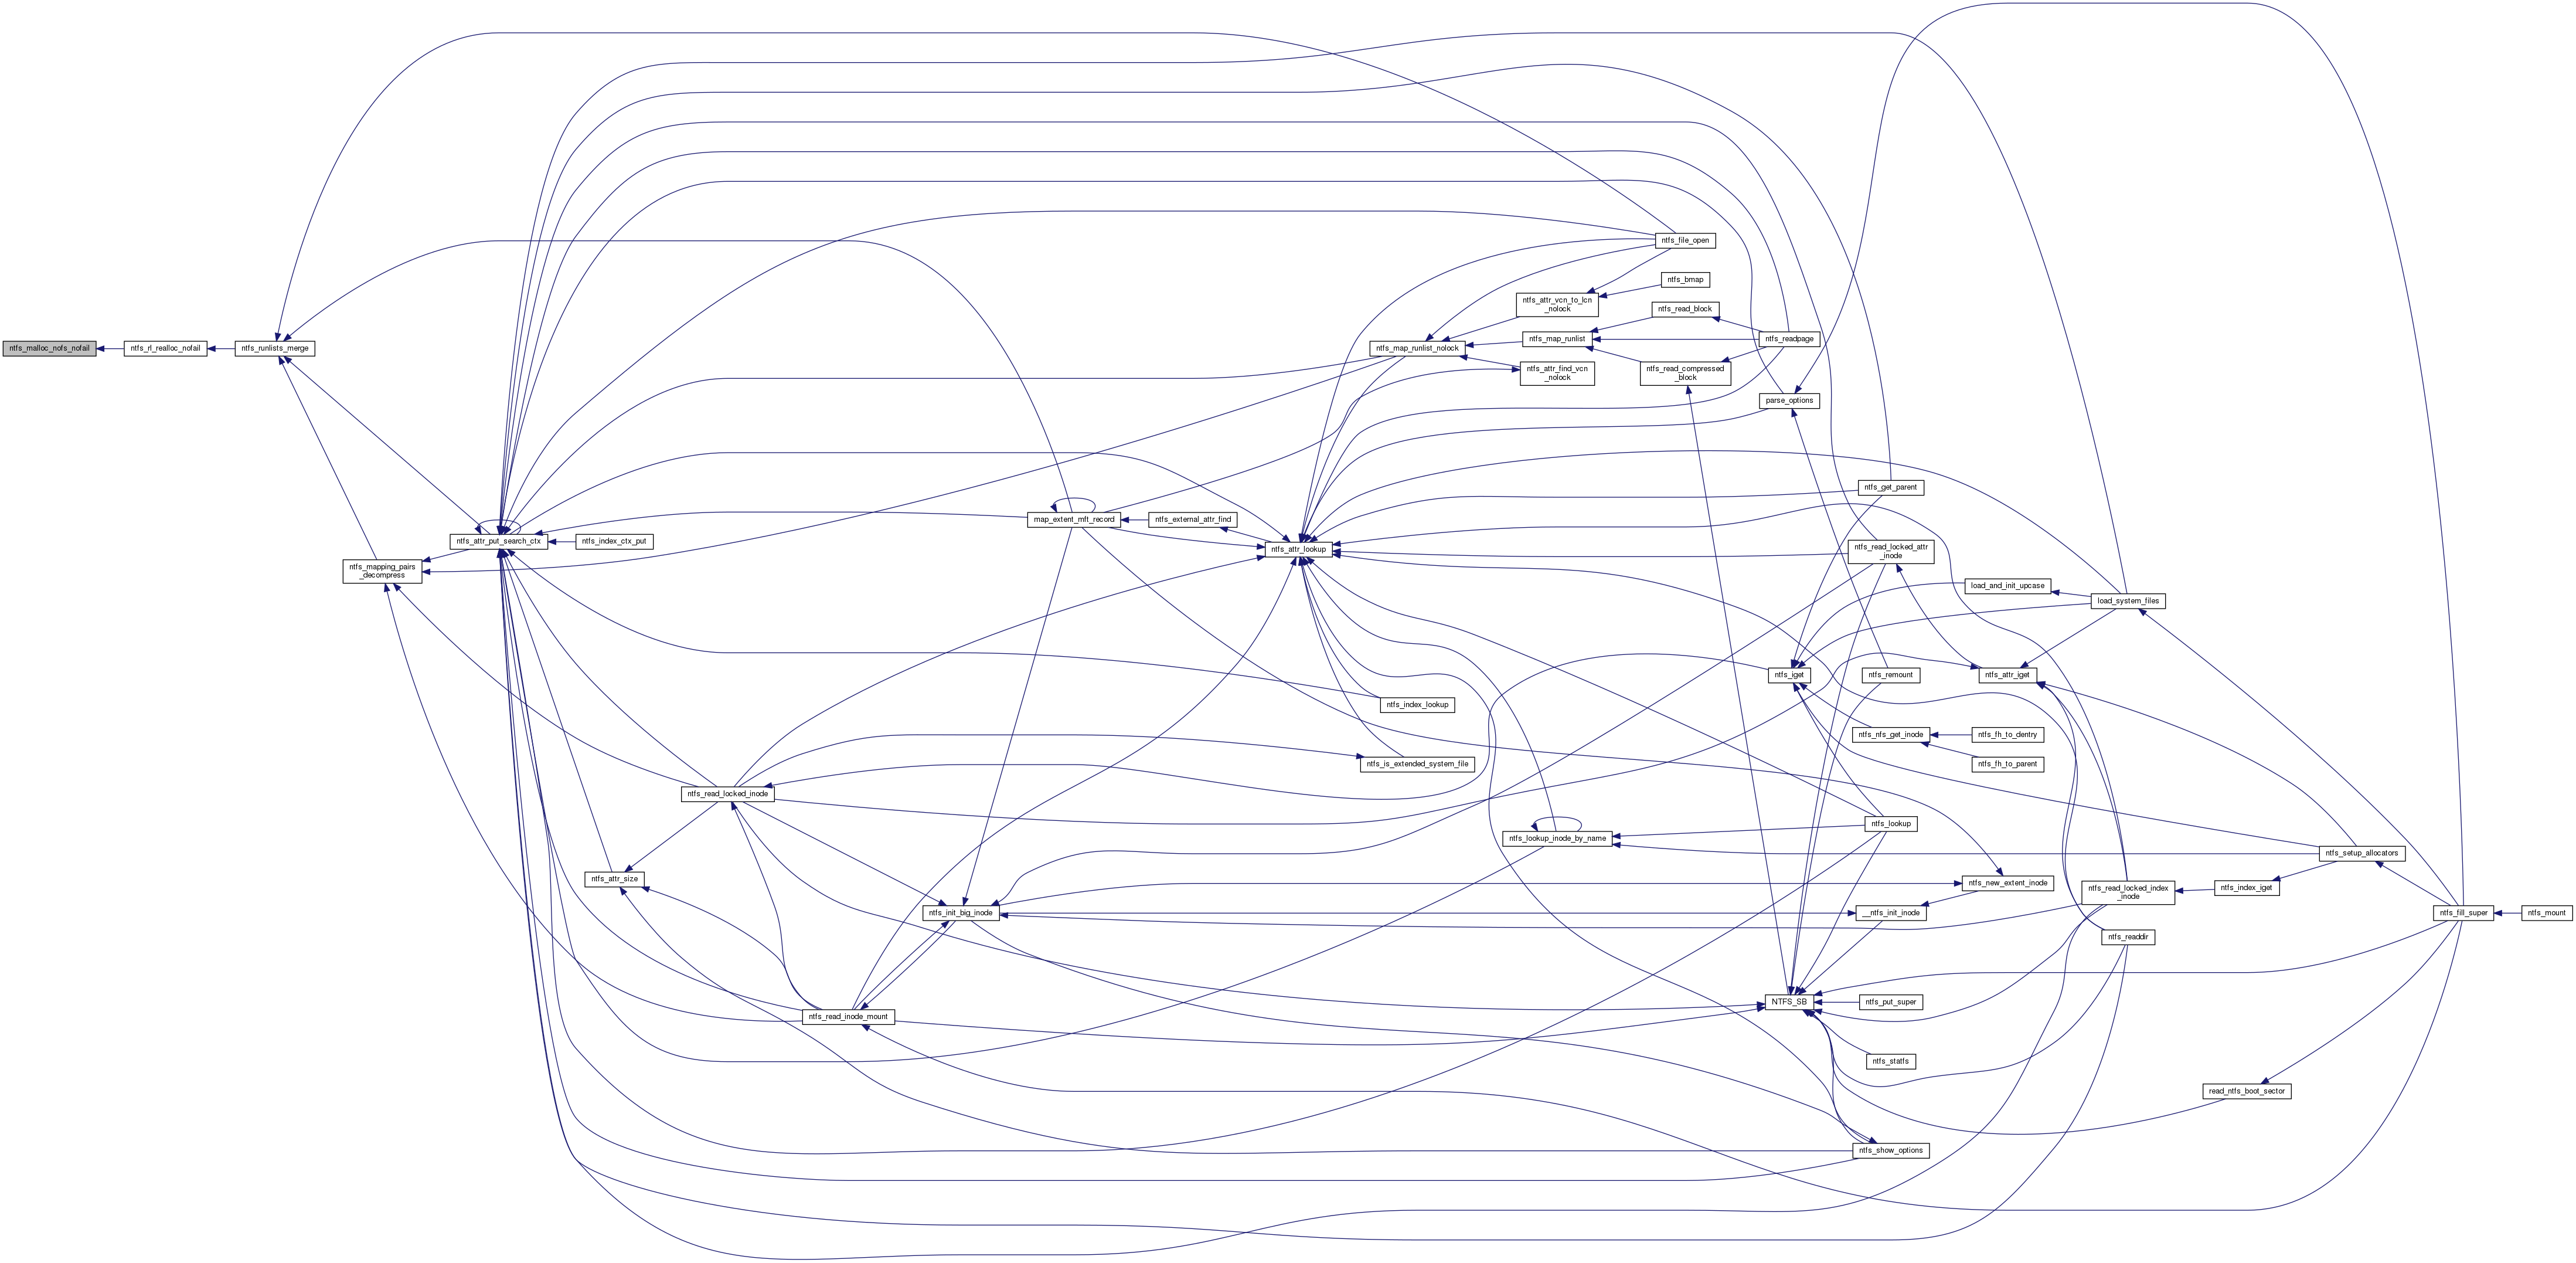 ntfs_malloc_nofs_nofail
ntfs_rl_realloc_nofail
ntfs_runlists_merge
ntfs_mapping_pairs
_decompress
ntfs_attr_put_search_ctx
ntfs_index_ctx_put
ntfs_attr_size
ntfs_read_locked_inode
ntfs_read_inode_mount
ntfs_init_big_inode
map_extent_mft_record
ntfs_external_attr_find
ntfs_attr_lookup
ntfs_map_runlist_nolock
ntfs_index_lookup
ntfs_is_extended_system_file
ntfs_attr_vcn_to_lcn
_nolock
ntfs_map_runlist
ntfs_attr_find_vcn
_nolock
ntfs_lookup_inode_by_name
ntfs_file_open
ntfs_bmap
ntfs_read_block
ntfs_read_compressed
_block
ntfs_readpage
parse_options
ntfs_iget
NTFS_SB
ntfs_get_parent
ntfs_read_locked_attr
_inode
ntfs_remount
ntfs_nfs_get_inode
ntfs_lookup
__ntfs_init_inode
ntfs_put_super
ntfs_statfs
ntfs_show_options
load_and_init_upcase
ntfs_attr_iget
ntfs_fh_to_dentry
ntfs_fh_to_parent
ntfs_new_extent_inode
load_system_files
ntfs_read_locked_index
_inode
ntfs_readdir
ntfs_index_iget
read_ntfs_boot_sector
ntfs_setup_allocators
ntfs_fill_super
ntfs_mount